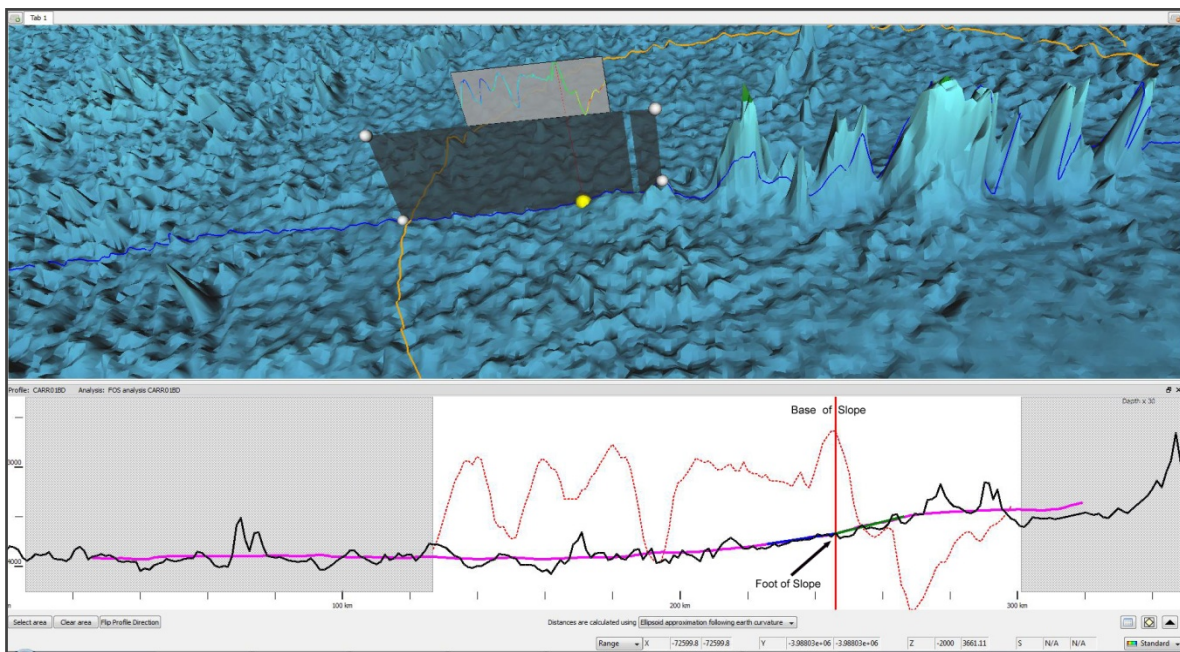 Tab 1
Profile: CARR01BD Analysis: FOS analysis CARR01BD
Depth x 30
Base of Slope
Foot of Slope
100 km
200 km
300 km
Select area Clear area Flip Profile Direction
Distances are calculated using Ellipsoid approximation following earth curvature
Range X -72599.8 -72599.8 Y -3.98803e+06 -3.98803e+06 Z -2000 3661.11 S N/A N/A Standard